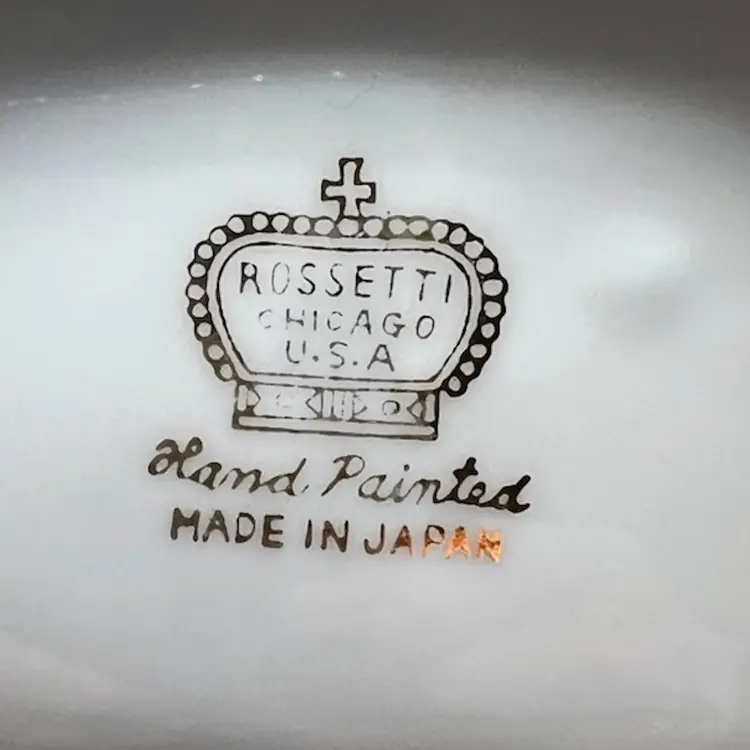 ROSSETTI
CHICAGO
U.S.A
Hand Painted
MADE IN JAPAN